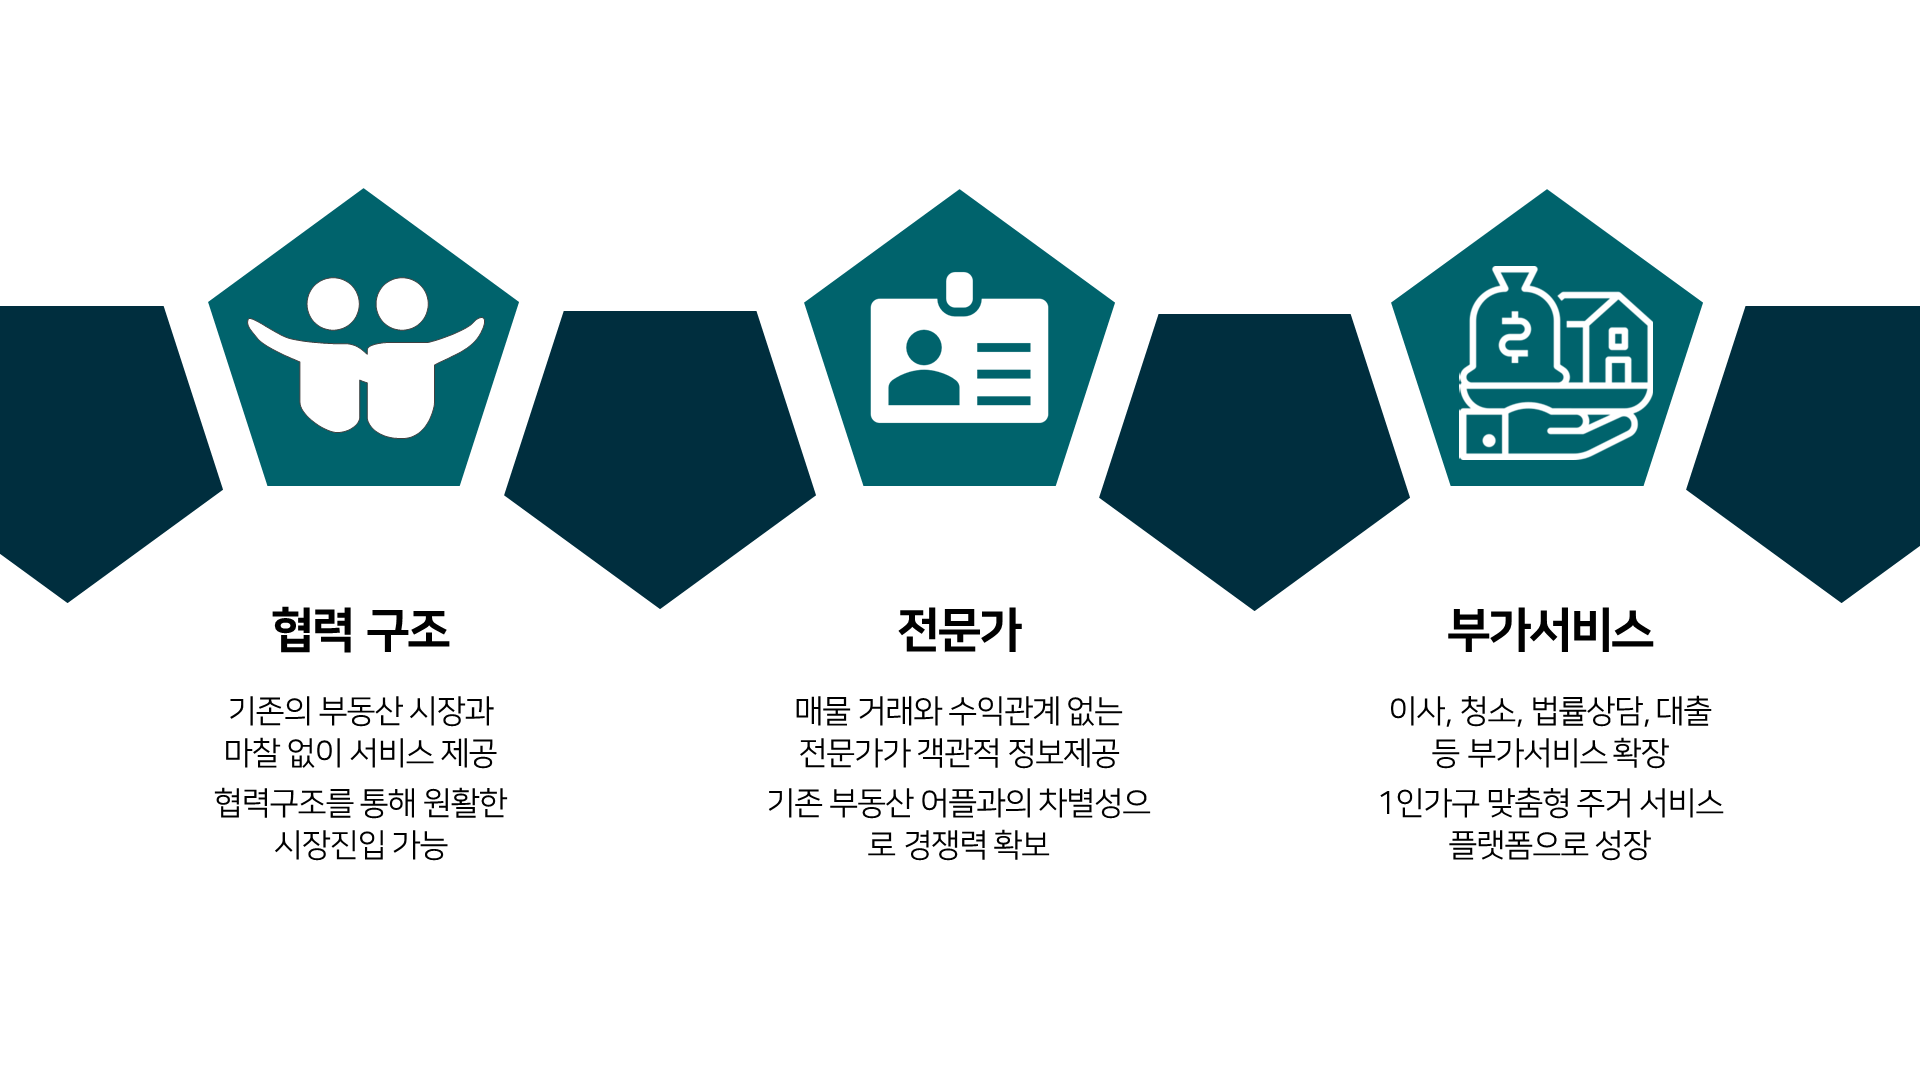 협력 구조
기존의 부동산 시장과
마찰 없이 서비스 제공
협력구조를 통해 원활한
시장진입 가능
전문가
매물 거래와 수익관계 없는
전문가가 객관적 정보제공
기존 부동산 어플과의 차별성으
로 경쟁력 확보
부가서비스
이사, 청소, 법률상담, 대출
등 부가서비스 확장
1인가구 맞춤형 주거 서비스
플랫폼으로 성장